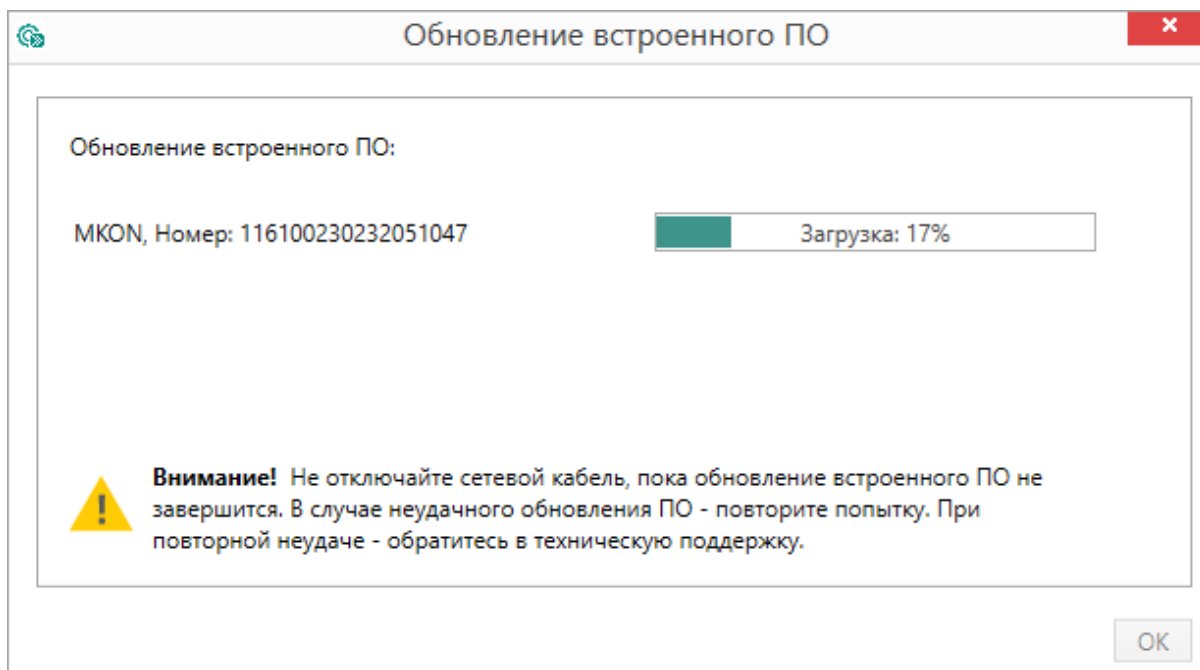 Обновление встроенного ПО
Обновление встроенного ПО:
MKON, Номер: 116100230232051047
Загрузка: 17%
Внимание! Не отключайте сетевой кабель, пока обновление встроенного ПО не
завершится. В случае неудачного обновления ПО - повторите попытку. При
повторной неудаче - обратитесь в техническую поддержку.
ОК